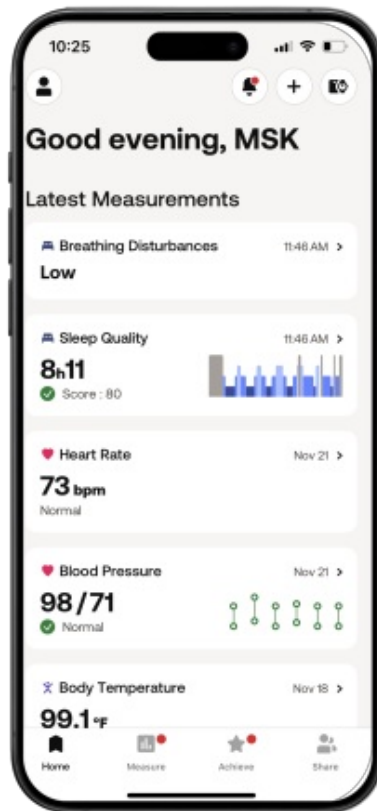 10:25
Good evening, MSK
Latest Measurements
Breathing Disturbances 11:46 AM >
Low
Sleep Quality 11:46 AM >
8h11
Score : 80
Heart Rate Nov 21 >
73 bpm
Normal
Blood Pressure Nov 21 >
98/71
Normal
Body Temperature Nov 18 >
99.1 °F
Home Measure Achieve Share